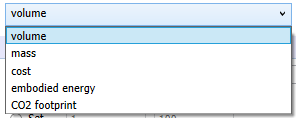 volume
volume
mass
cost
embodied energy
CO2 footprint